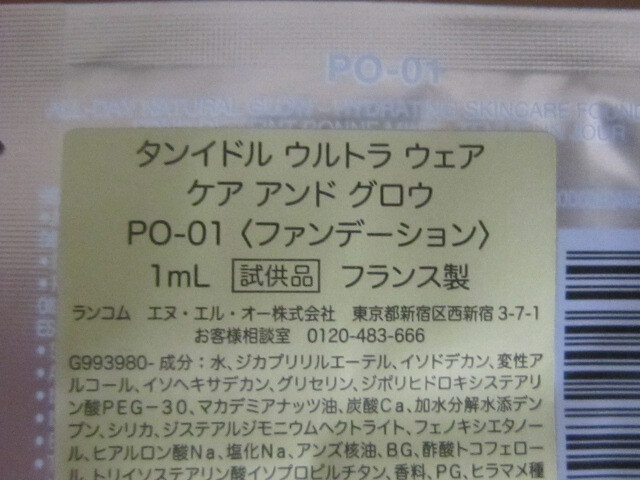 PO-01
ALL-DAY NATURAL GLOW - HYDRATING SKINCARE FOUN
BONNE MINE
タンイドル ウルトラ ウェア
ケア アンド グロウ
PO-01〈ファンデーション〉
1mL 試供品 フランス製
ランコム エヌ・エル・オー株式会社 東京都新宿区西新宿3-7-1
お客様相談室 0120-483-666
G993980- 成分：水、ジカプリリルエーテル、イソドデカン、変性ア
ルコール、イソヘキサデカン、グリセリン、ジポリヒドロキシステアリ
ン酸PEG－30、マカデミアナッツ油、炭酸Ca、加水分解水添デン
プン、シリカ、ジステアルジモニウムヘクトライト、フェノキシエタノー
ル、ヒアルロン酸Na、塩化Na、アンズ核油、BG、酢酸トコフェロー
ル、トリイソステアリン酸イソプロピルチタン、香料、PG、ヒラマメ種